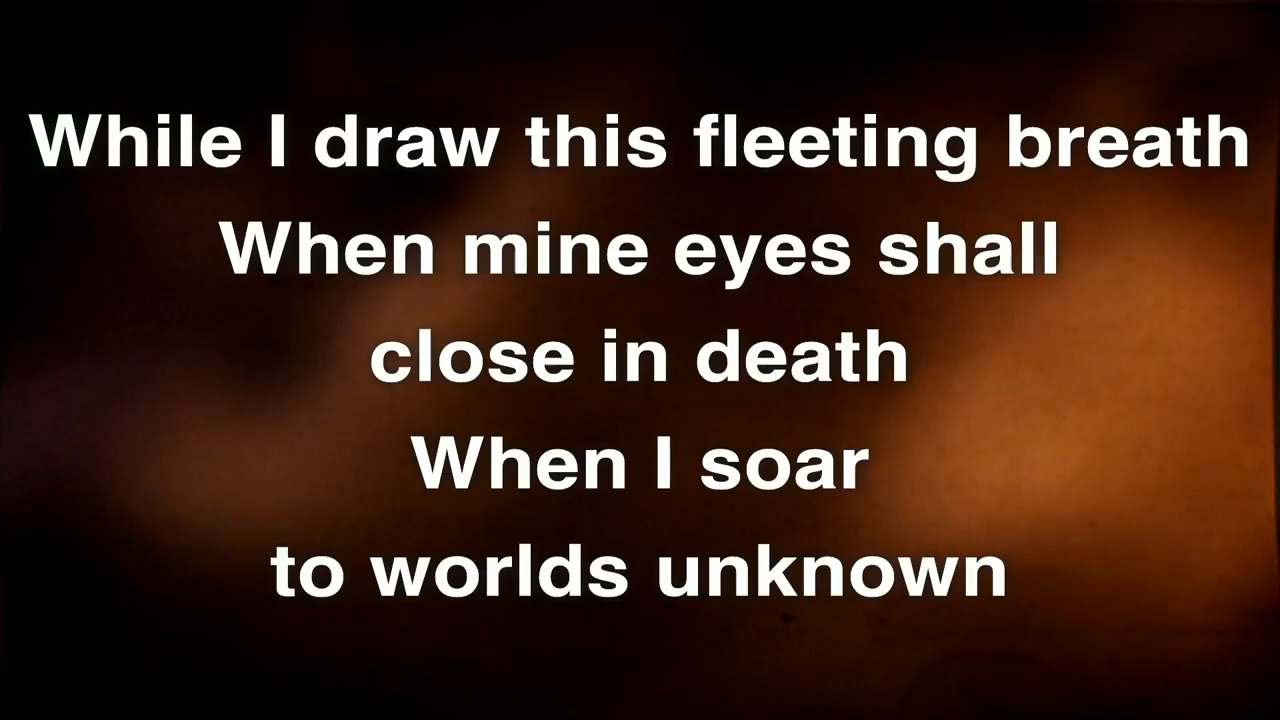 While I draw this fleeting breath
When mine eyes shall
close in death
When I soar
to worlds unknown